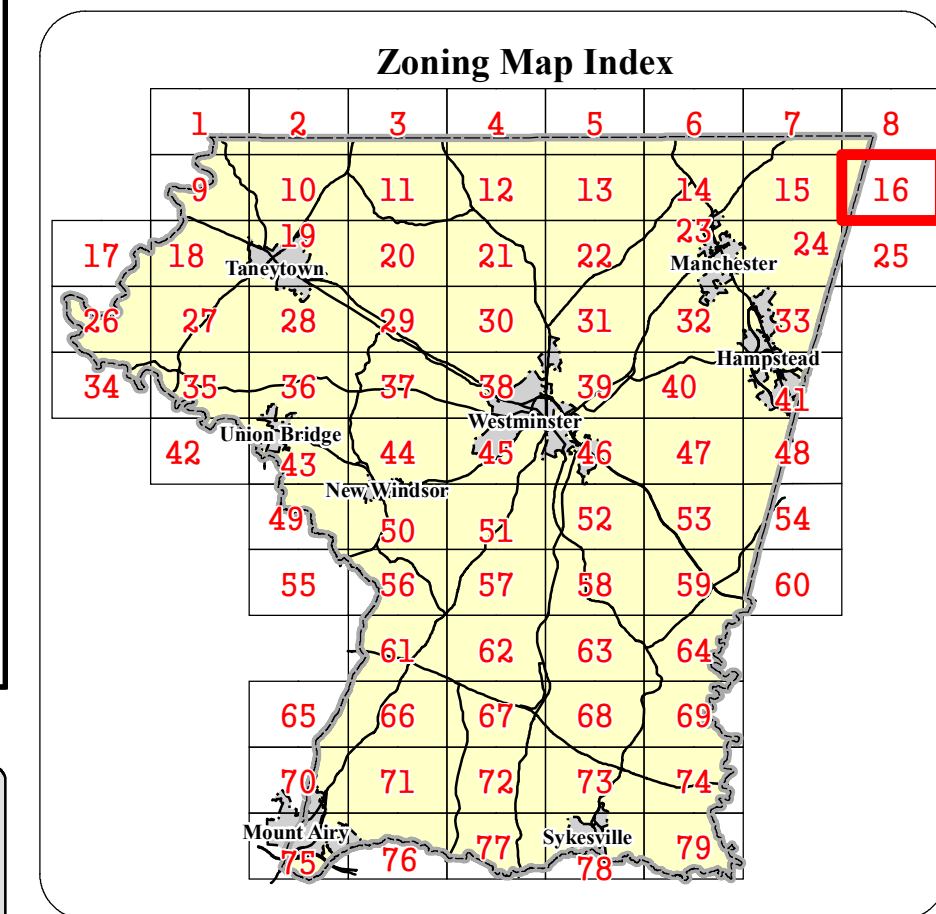 Zoning Map Index
1 2 3 4 5 6 7 8
9 10 11 12 13 14 15 16
17 18 19 20 21 22 23 24 25
Taneytown
Manchester
26 27 28 29 30 31 32 33
Hampstead
34 35 36 37 38 39 40 41
Westminster
Union Bridge
42 43 44 45 46 47 48
New Windsor
49 50 51 52 53 54
55 56 57 58 59 60
61 62 63 64
65 66 67 68 69
70 71 72 73 74
Mount Airy
Sykesville
75 76 77 78 79